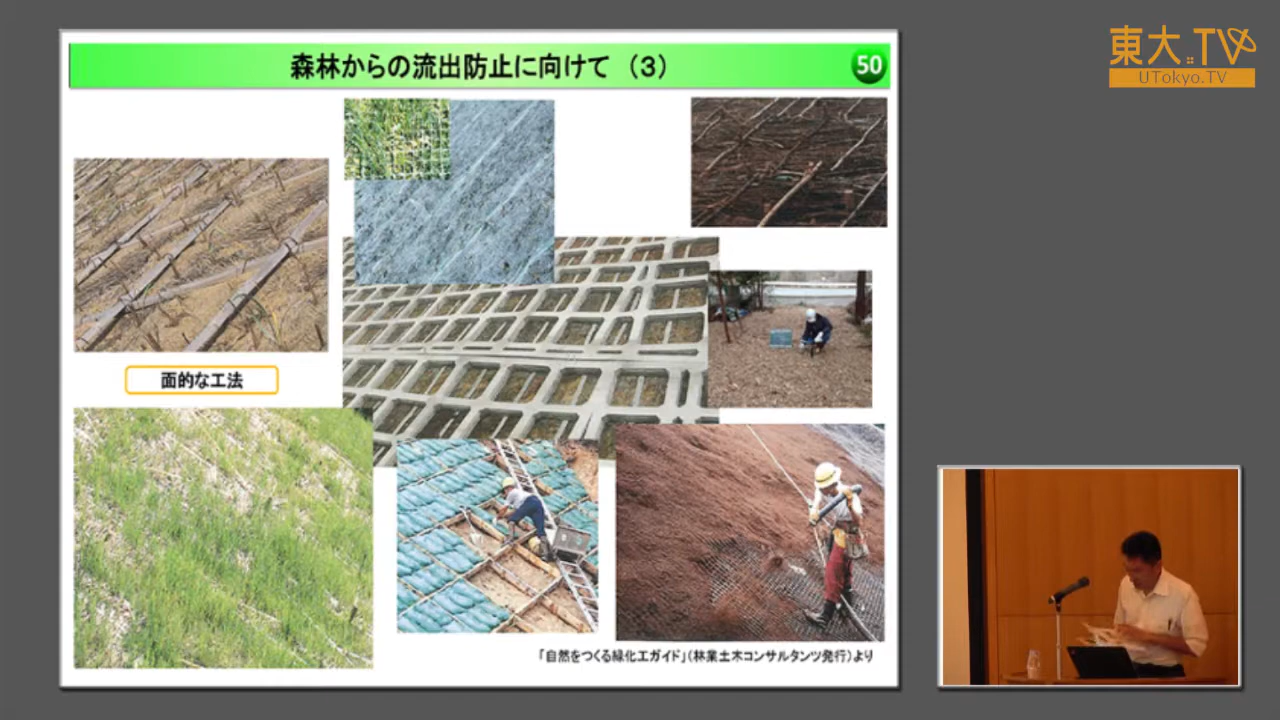 森林からの流出防止に向けて （3）
50
東大.TV
UTokyo.TV
面的な工法
「自然をつくる緑化工ガイド」（林業土木コンサルタンツ発行）より